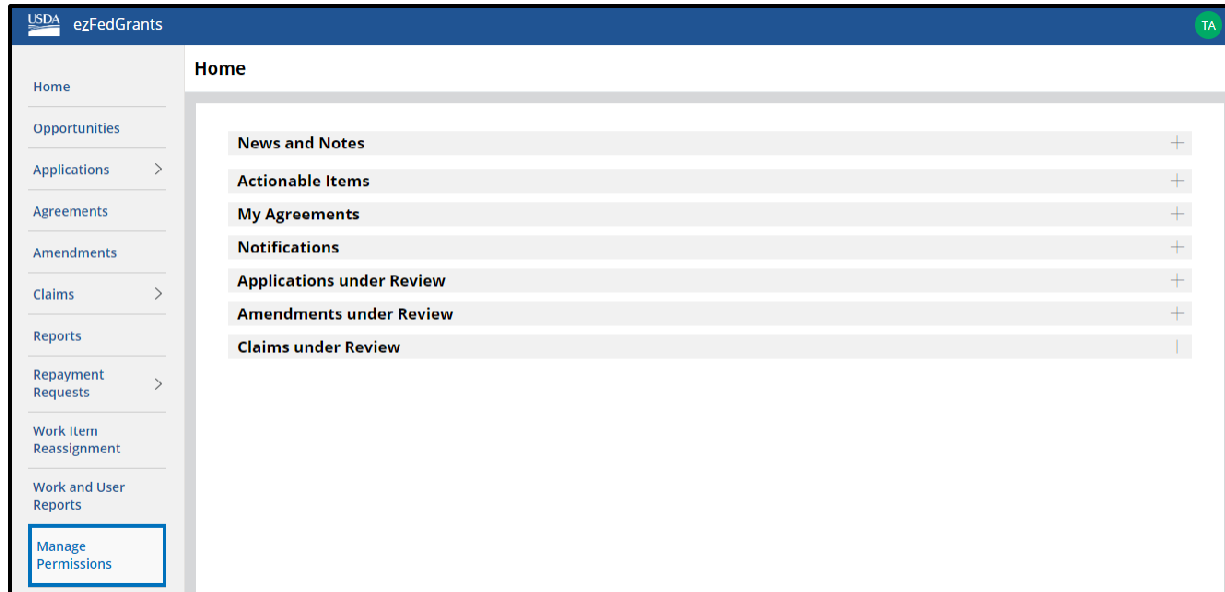 USDA
ezFedGrants
TA
Home
Home
Opportunities
Applications
Agreements
Amendments
Claims
Reports
Repayment
Requests
Work Item
Reassignment
Work and User
Reports
Manage
Permissions
News and Notes
Actionable Items
My Agreements
Notifications
Applications under Review
Amendments under Review
Claims under Review